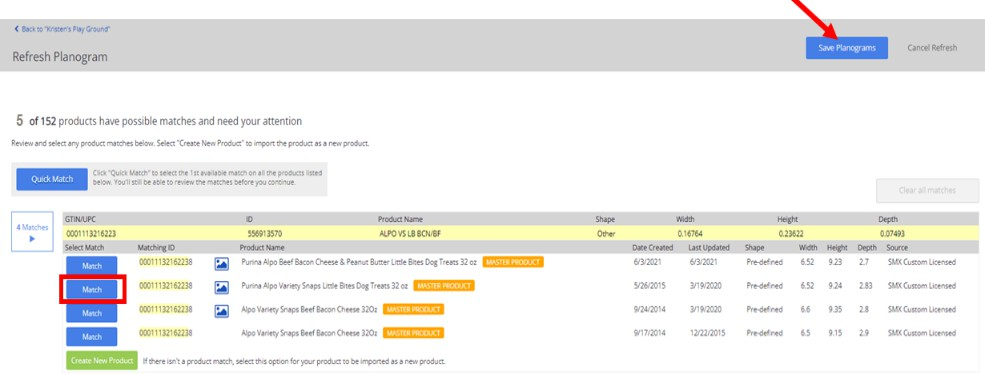 Back to "Kristen's Play Ground"
Refresh Planogram
Save Planograms
Cancel Refresh
5 of 152 products have possible matches and need your attention
Review and select any product matches below. Select "Create New Product" to import the product as a new product.
Quick Match
Click "Quick Match" to select the 1st available match on all the products listed
below. You'll still be able to review the matches before you continue.
Clear all matches
4 Matches
GTIN/UPC ID Product Name Shape Width Height Depth
0001113216223 556913570 ALPO VS LB BCN/BF Other 0.16764 0.23622 0.07493
Select Match Matching ID Product Name Date Created Last Updated Shape Width Height Depth Source
Match 00011132162238 Purina Alpo Beef Bacon Cheese & Peanut Butter Little Bites Dog Treats 32 oz MASTER PRODUCT 6/3/2021 6/3/2021 Pre-defined 6.52 9.23 2.7 SMX Custom Licensed
Match 00011132162238 Purina Alpo Variety Snaps Little Bites Dog Treats 32 oz MASTER PRODUCT 5/26/2015 3/19/2020 Pre-defined 6.52 9.24 2.83 SMX Custom Licensed
Match 00011132162238 Alpo Variety Snaps Beef Bacon Cheese 32Oz MASTER PRODUCT 9/24/2014 3/19/2020 Pre-defined 6.6 9.35 2.8 SMX Custom Licensed
Match 00011132162238 Alpo Variety Snaps Beef Bacon Cheese 32Oz MASTER PRODUCT 9/17/2014 12/22/2015 Pre-defined 6.5 9.15 2.9 SMX Custom Licensed
Create New Product If there isn't a product match, select this option for your product to be imported as a new product.